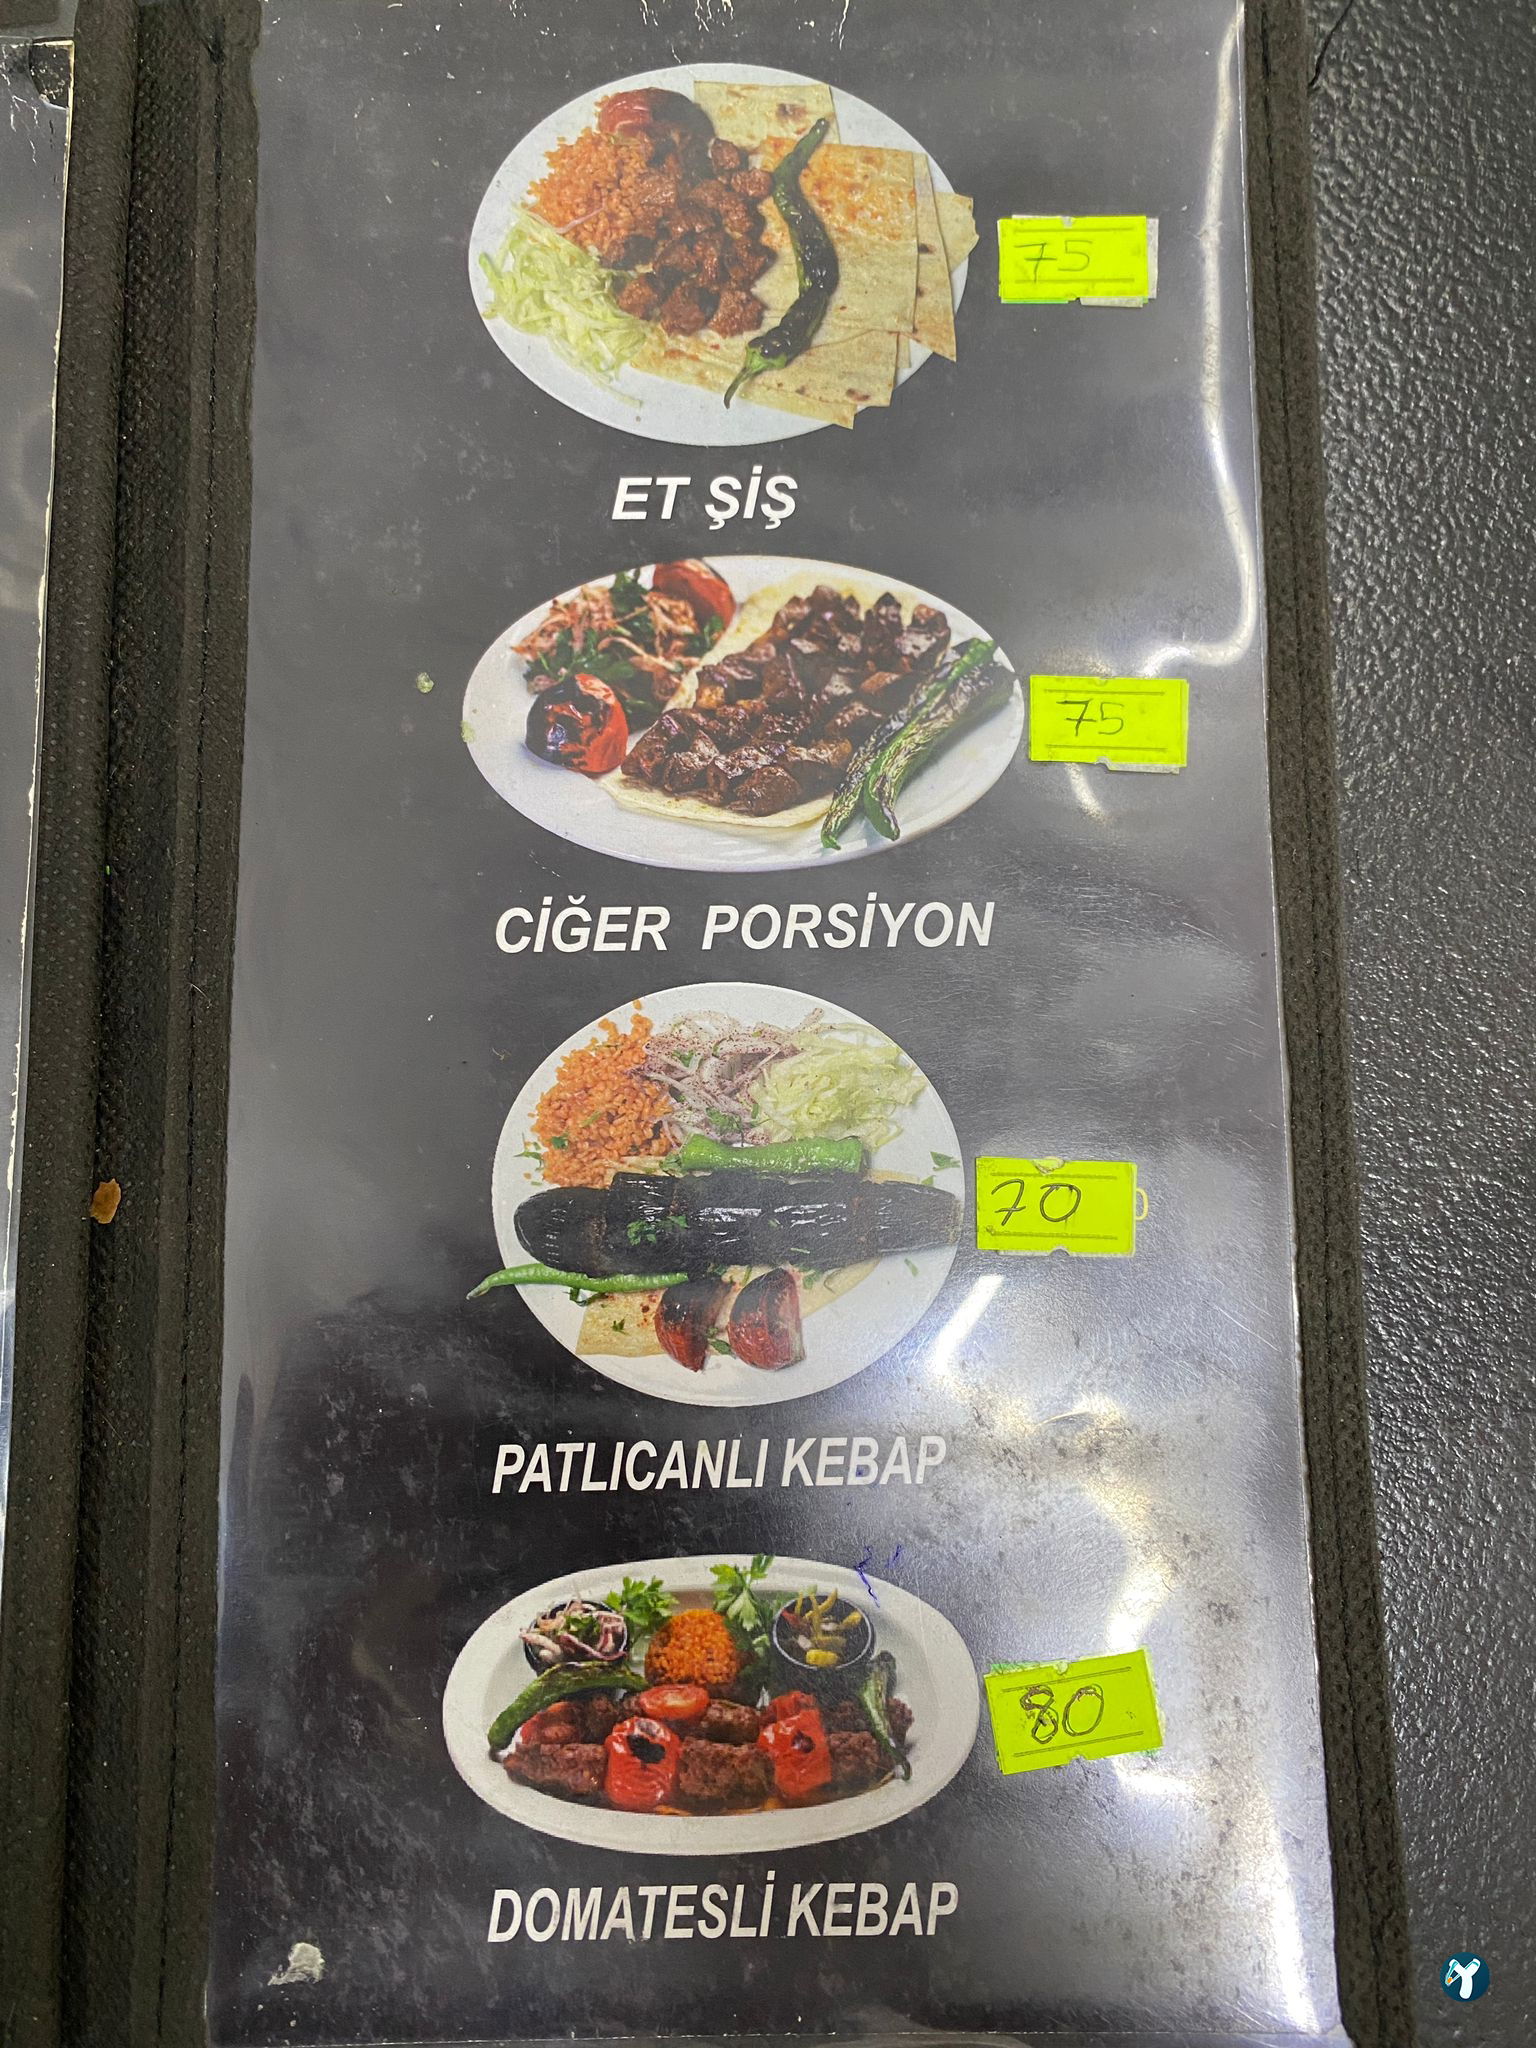 75
ET ŞİŞ
75
CİĞER PORSİYON
70
PATLICANLI KEBAP
80
DOMATESLİ KEBAP